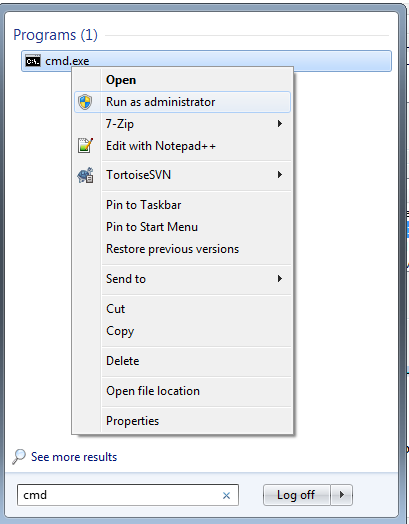 Programs (1)
cmd.exe
Open
Run as administrator
7-Zip
Edit with Notepad++
TortoiseSVN
Pin to Taskbar
Pin to Start Menu
Restore previous versions
Send to
Cut
Copy
Delete
Open file location
Properties
See more results
cmd
Log off